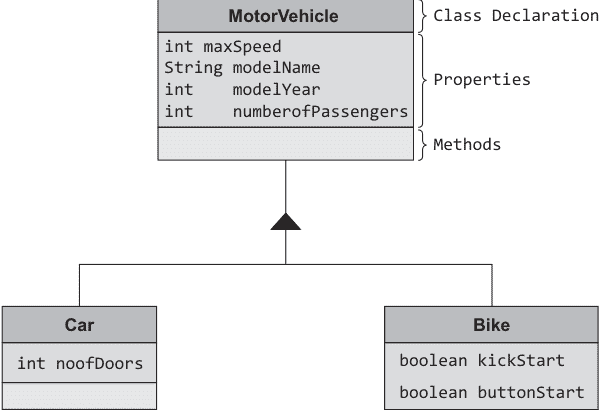 MotorVehicle
Class Declaration
int maxSpeed
String modelName
int modelYear
int numberofPassengers
Properties
Methods
Car
int noofDoors
Bike
boolean kickStart
boolean buttonStart